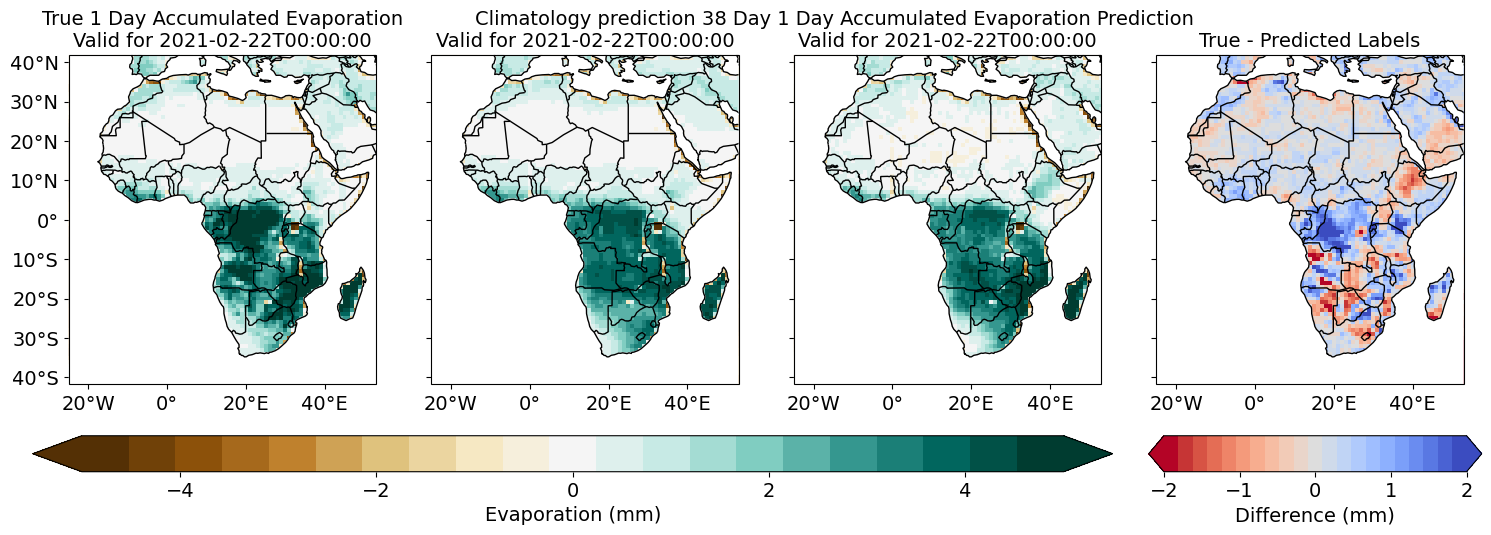 True 1 Day Accumulated Evaporation
Valid for 2021-02-22T00:00:00
Climatology prediction 38 Day 1 Day Accumulated Evaporation Prediction
Valid for 2021-02-22T00:00:00
Valid for 2021-02-22T00:00:00
True - Predicted Labels
40°N
30°N
20°N
10°N
0°
10°S
20°S
30°S
40°S
20°W 0° 20°E 40°E
20°W 0° 20°E 40°E
20°W 0° 20°E 40°E
20°W 0° 20°E 40°E
−4 −2 0 2 4
Evaporation (mm)
−2 −1 0 1 2
Difference (mm)